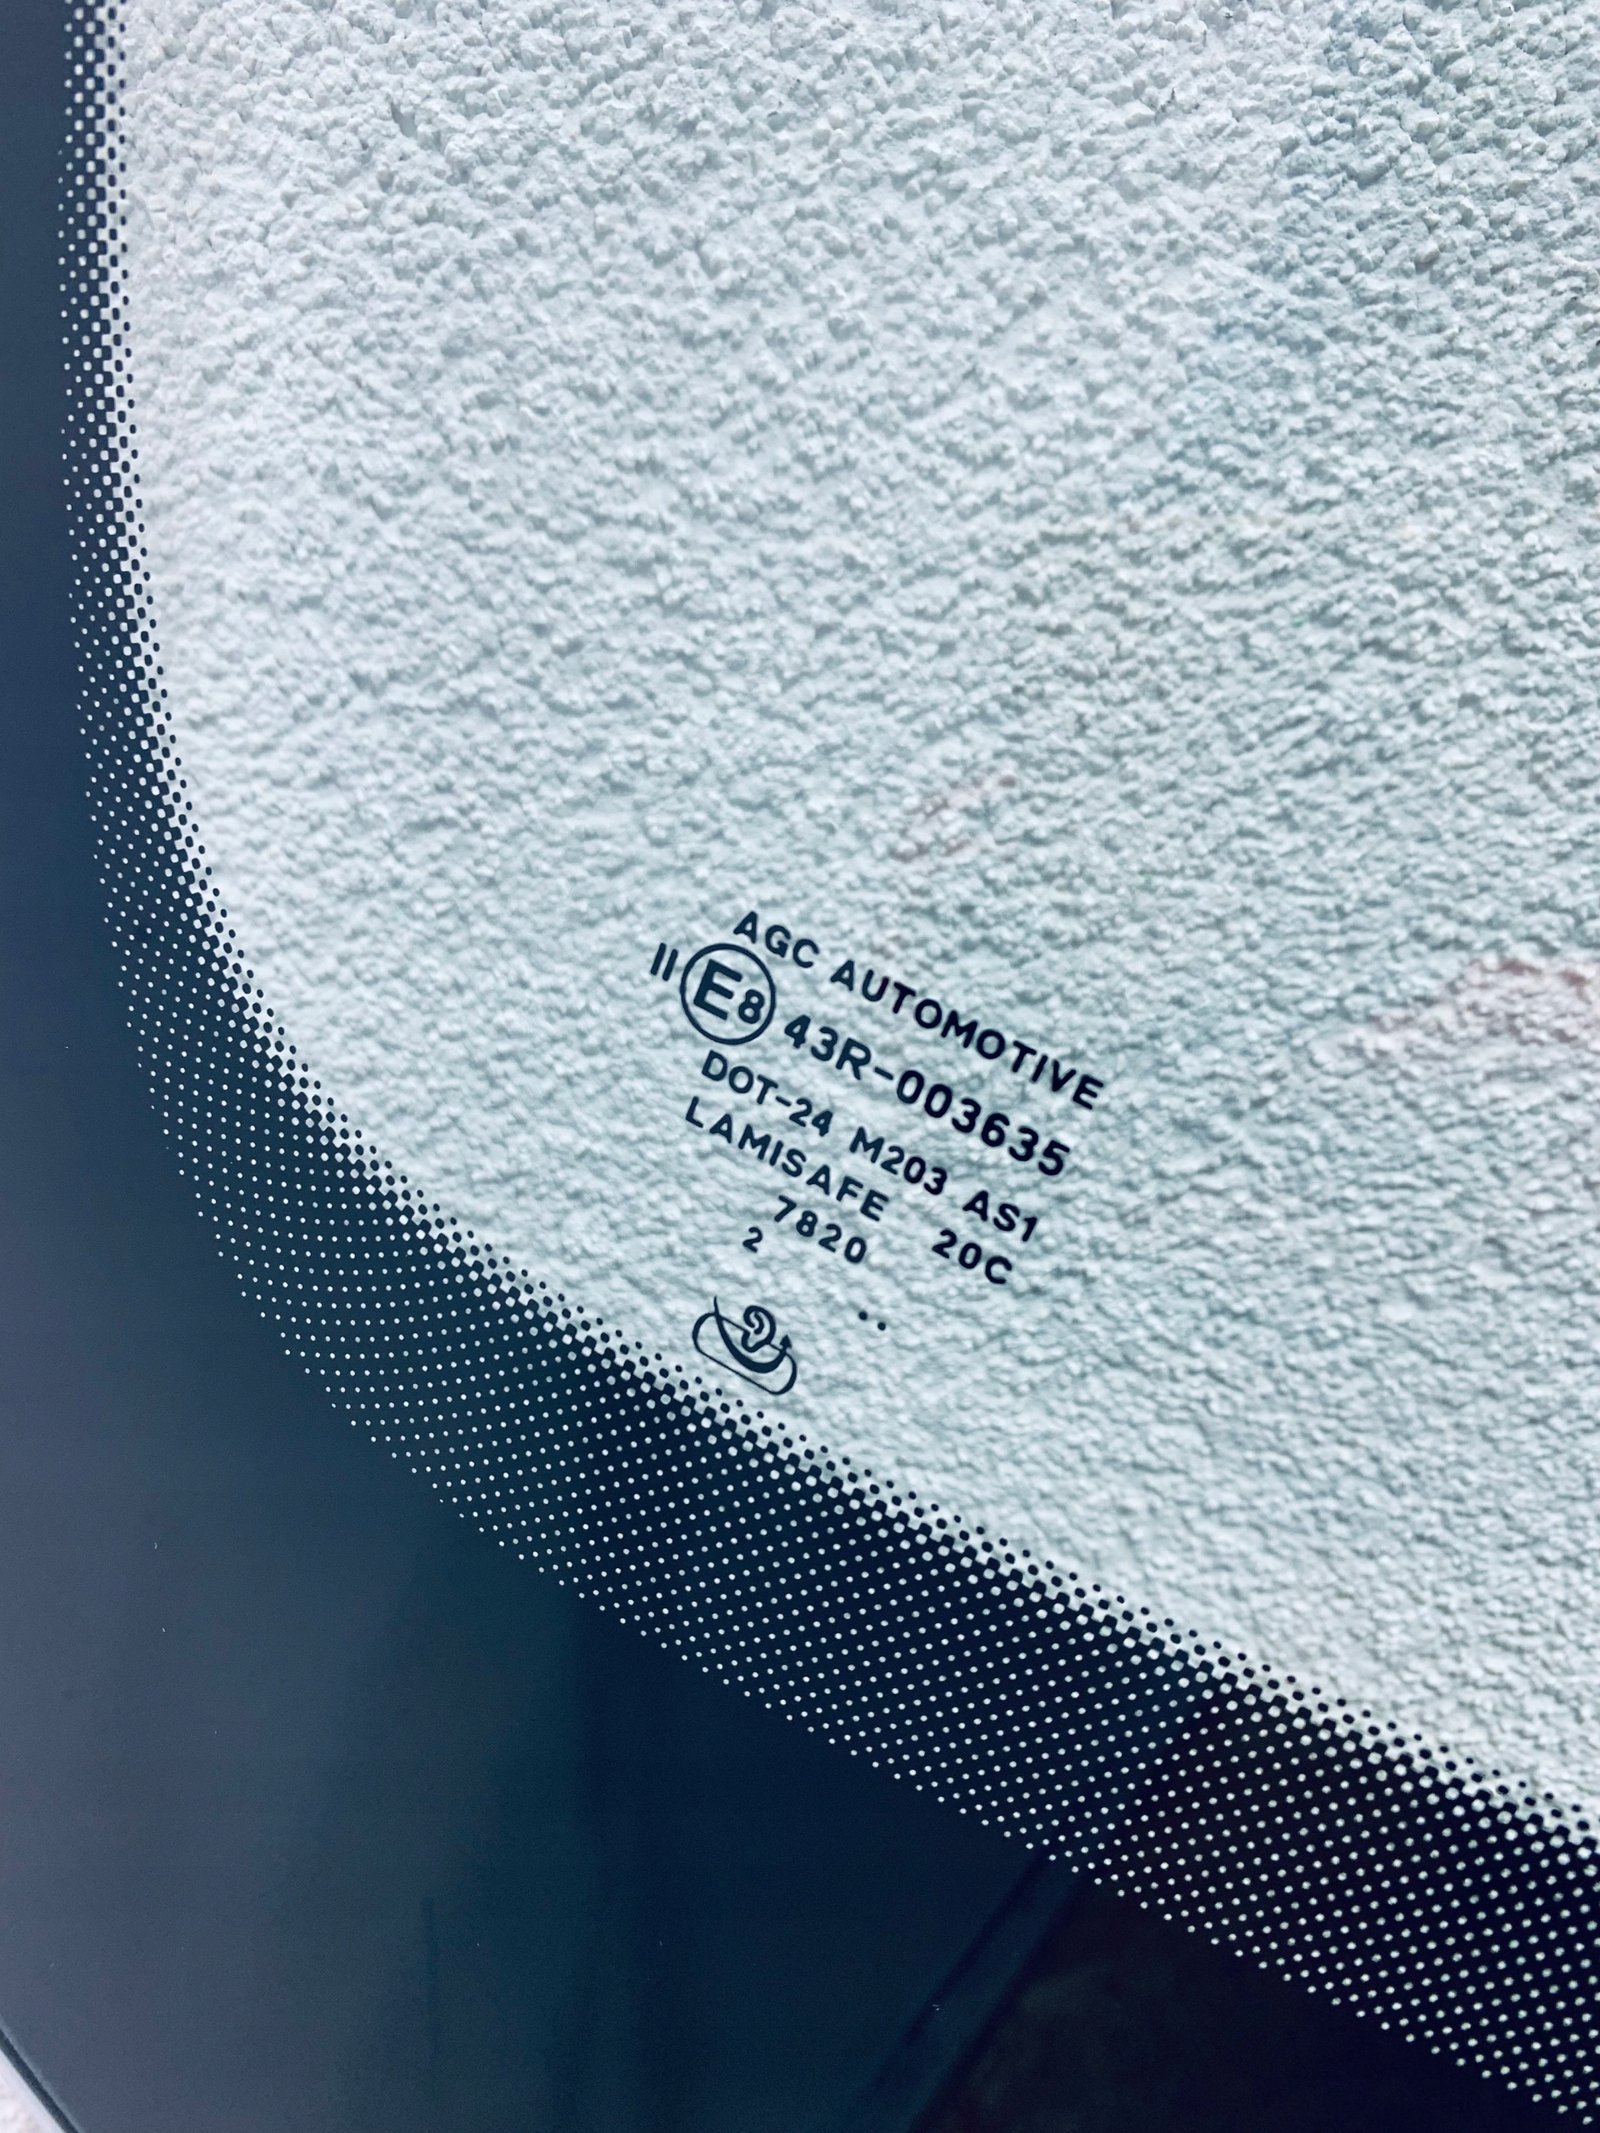 AGC AUTOMOTIVE
II E8 43R-003635
DOT-24 M203 AS1
LAMISAFE 20C
7820
2 ..